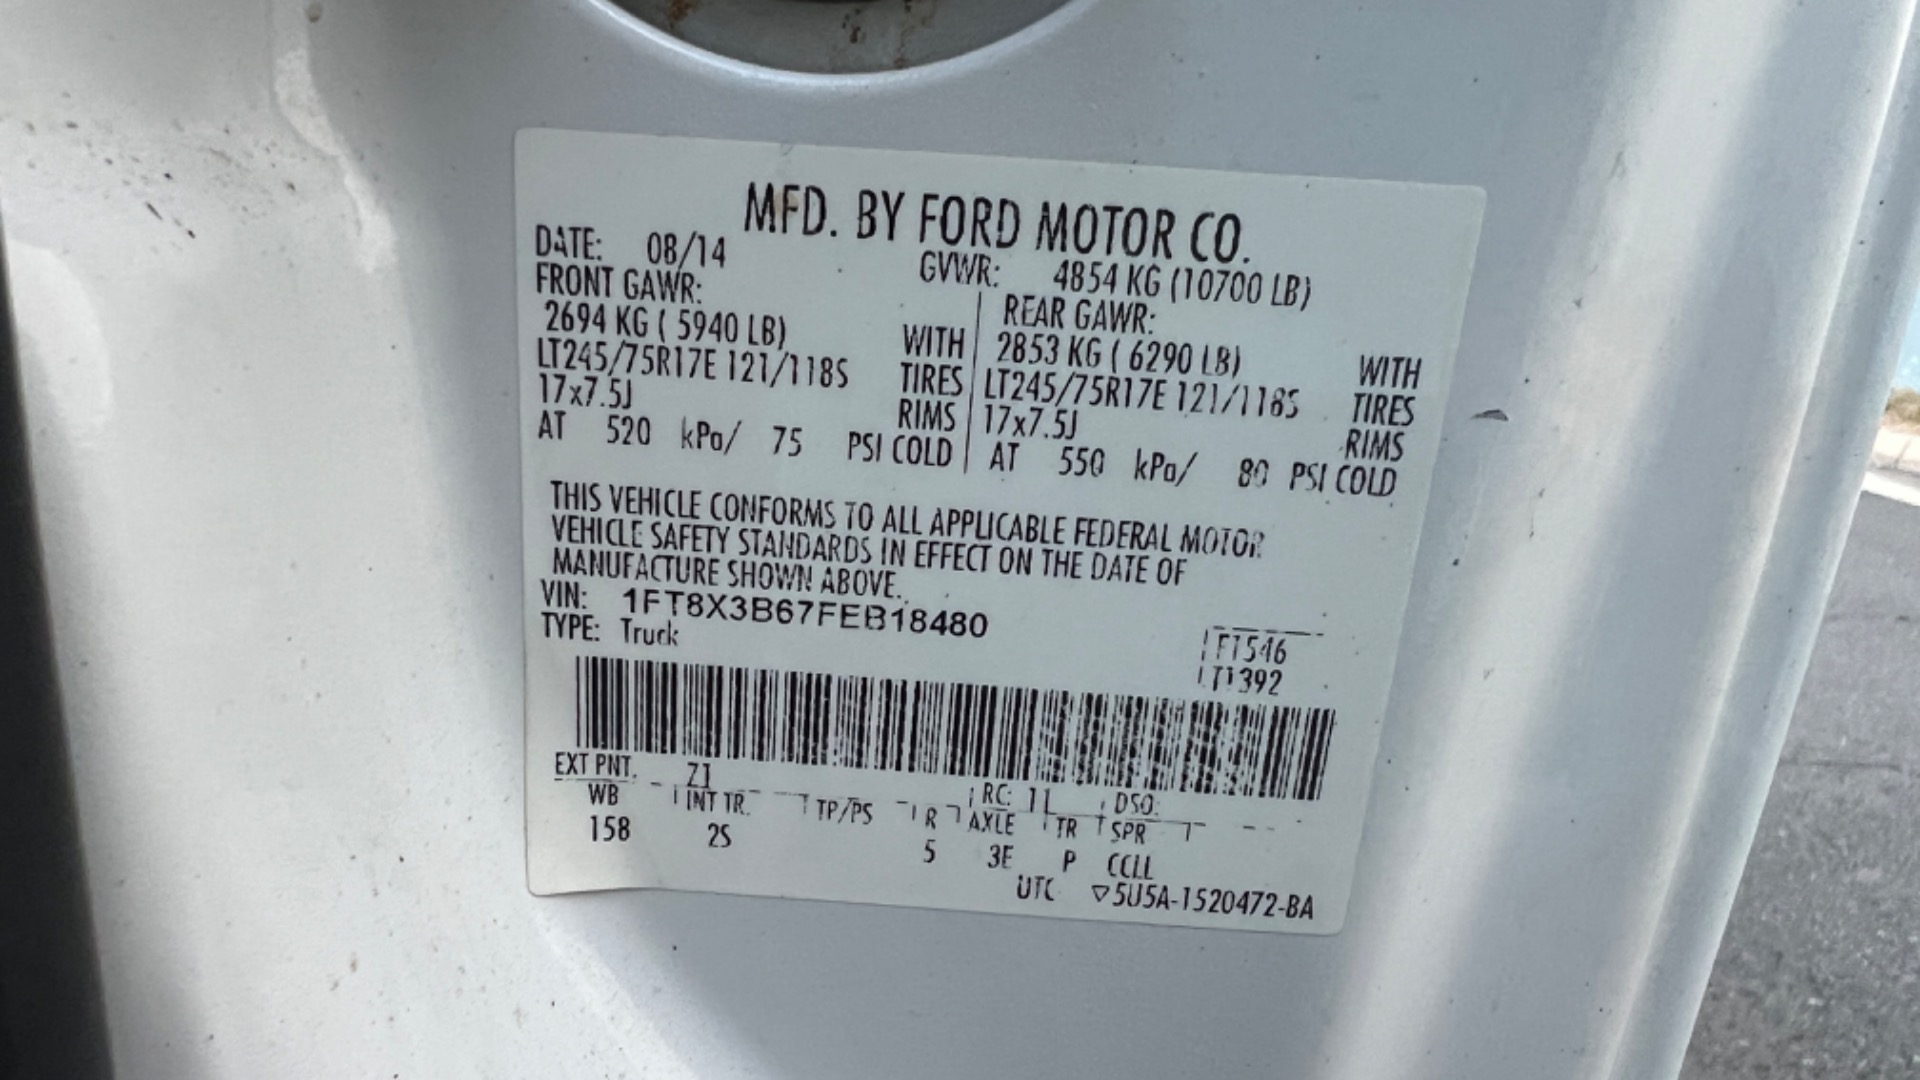 MFD. BY FORD MOTOR CO.
DATE: 08/14 GVWR: 4854 KG (10700 LB)
FRONT GAWR: REAR GAWR:
2694 KG ( 5940 LB) WITH 2853 KG ( 6290 LB) WITH
LT245/75R17E 121/118S TIRES LT245/75R17E 121/118S TIRES
17x7.5J RIMS 17x7.5J RIMS
AT 520 kPa/ 75 PSI COLD AT 550 kPa/ 80 PSI COLD
THIS VEHICLE CONFORMS TO ALL APPLICABLE FEDERAL MOTOR
VEHICLE SAFETY STANDARDS IN EFFECT ON THE DATE OF
MANUFACTURE SHOWN ABOVE.
VIN: 1FT8X3B67FEB18480
TYPE: Truck
F1546
T1392
EXT PNT. Z1 RC: 11 DSO:
WB INT TR. TP/PS R AXLE TR SPR
158 2S 5 3E P CCLL
UTC ▽5U5A-1520472-BA